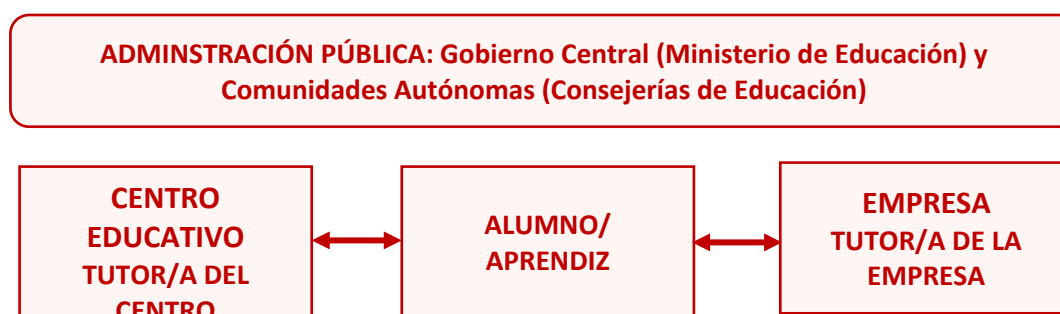 ADMINSTRACIÓN PÚBLICA: Gobierno Central (Ministerio de Educación) y
Comunidades Autónomas (Consejerías de Educación)
CENTRO
EDUCATIVO
TUTOR/A DEL
CENTRO
ALUMNO/
APRENDIZ
EMPRESA
TUTOR/A DE LA
EMPRESA